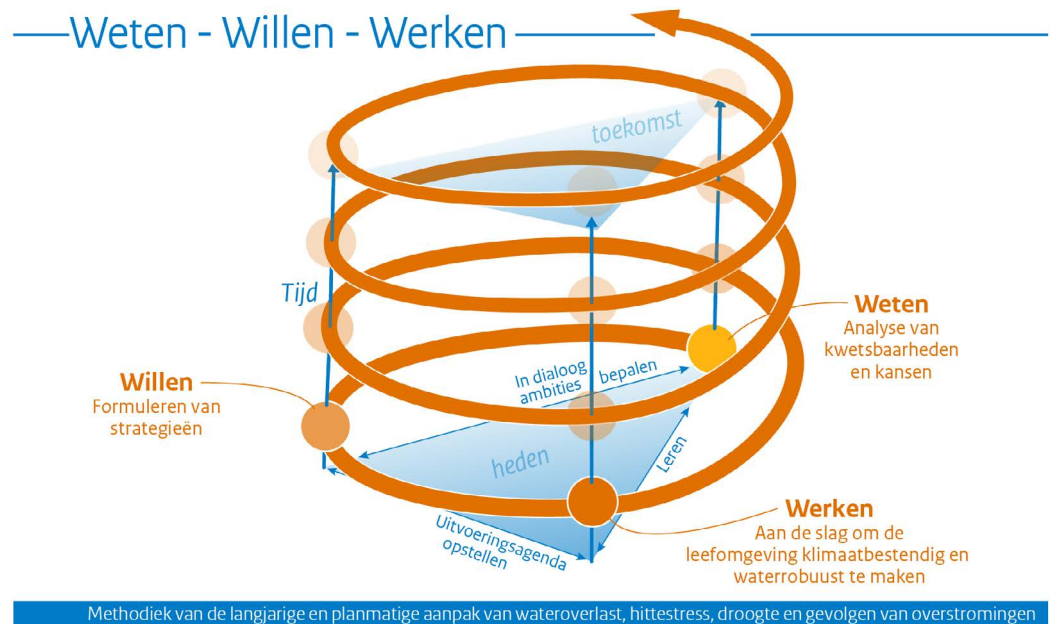 Weten - Willen - Werken
toekomst
Tijd
Weten
Analyse van
kwetsbaarheden
en kansen
In dialoog
ambities
bepalen
Willen
Formuleren van
strategieën
heden
Leren
Uitvoeringsagenda
opstellen
Werken
Aan de slag om de
leefomgeving klimaatbestendig en
waterrobuust te maken
Methodiek van de langjarige en planmatige aanpak van wateroverlast, hittestress, droogte en gevolgen van overstromingen